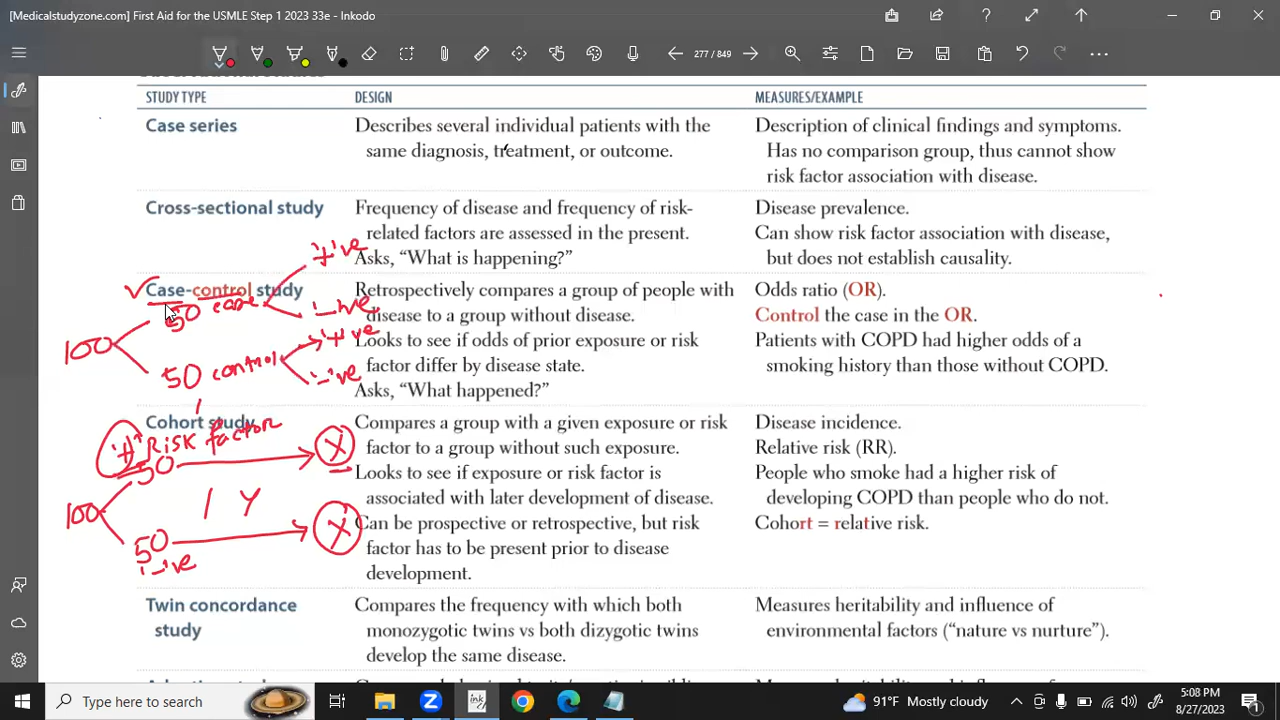 [Medicalstudyzone.com] First Aid for the USMLE Step 1 2023 33e - Inkodo
277 / 849
STUDY TYPE DESIGN MEASURES/EXAMPLE
Case series Describes several individual patients with the Description of clinical findings and symptoms.
same diagnosis, treatment, or outcome. Has no comparison group, thus cannot show
risk factor association with disease.
Cross-sectional study Frequency of disease and frequency of risk- Disease prevalence.
related factors are assessed in the present. Can show risk factor association with disease,
Asks, “What is happening?” but does not establish causality.
'+'ve
Case-control study Retrospectively compares a group of people with Odds ratio (OR).
50 case '-'ve disease to a group without disease. Control the case in the OR.
100 '+'ve Looks to see if odds of prior exposure or risk Patients with COPD had higher odds of a
factor differ by disease state. smoking history than those without COPD.
50 control '-'ve Asks, “What happened?”
Cohort study Compares a group with a given exposure or risk Disease incidence.
'+' Risk factor X factor to a group without such exposure. Relative risk (RR).
50 Looks to see if exposure or risk factor is People who smoke had a higher risk of
100 1 Y associated with later development of disease. developing COPD than people who do not.
X Can be prospective or retrospective, but risk Cohort = relative risk.
50 factor has to be present prior to disease
'-'ve development.
Twin concordance Compares the frequency with which both Measures heritability and influence of
study monozygotic twins vs both dizygotic twins environmental factors (“nature vs nurture”).
develop the same disease.
Type here to search 91°F Mostly cloudy 5:08 PM
8/27/2023